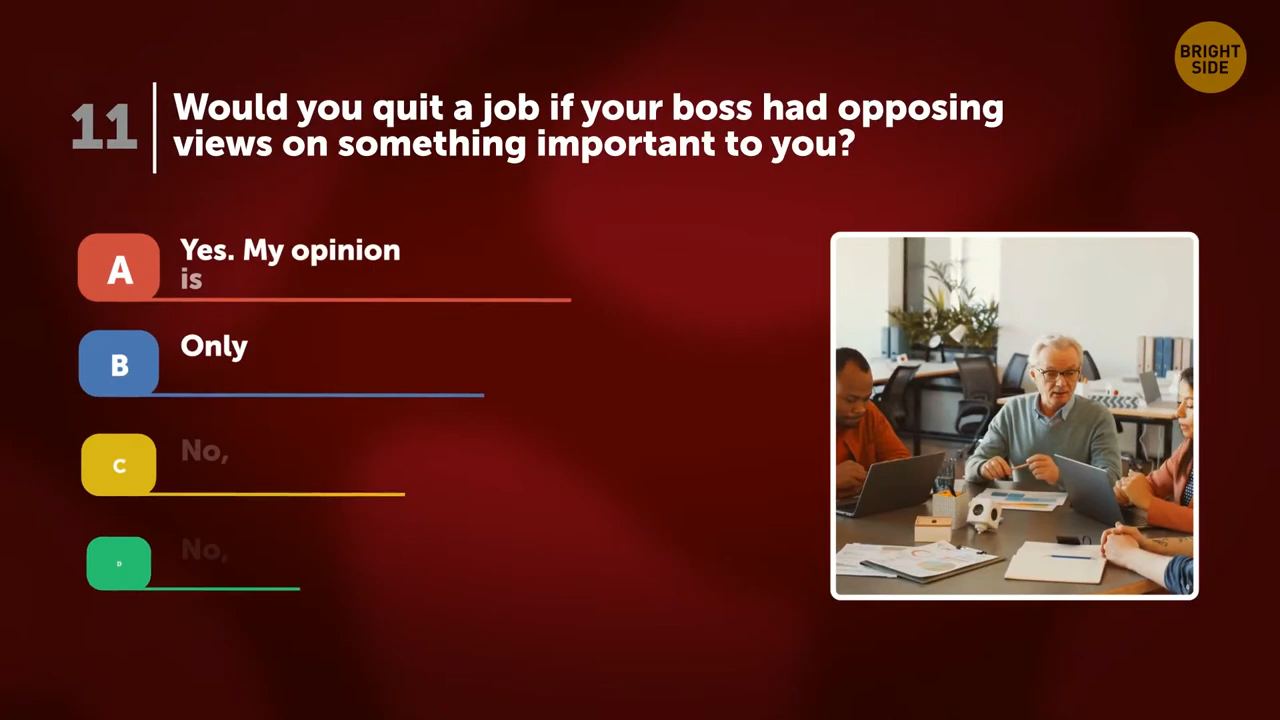 BRIGHT
SIDE
11
Would you quit a job if your boss had opposing
views on something important to you?
A
Yes. My opinion
is
B
Only
C
No,
D
No,